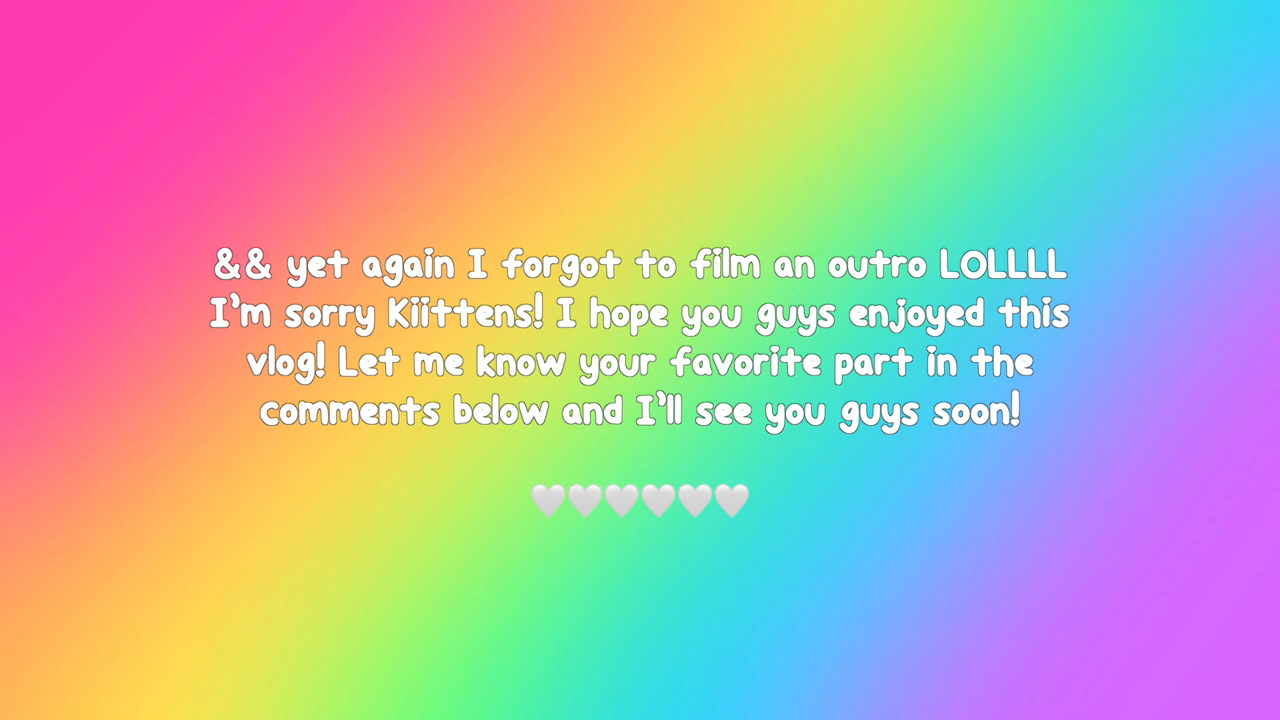 && yet again I forgot to film an outro LOLLLL
I'm sorry Kiittens! I hope you guys enjoyed this
vlog! Let me know your favorite part in the
comments below and I'll see you guys soon!
🤍🤍🤍🤍🤍🤍